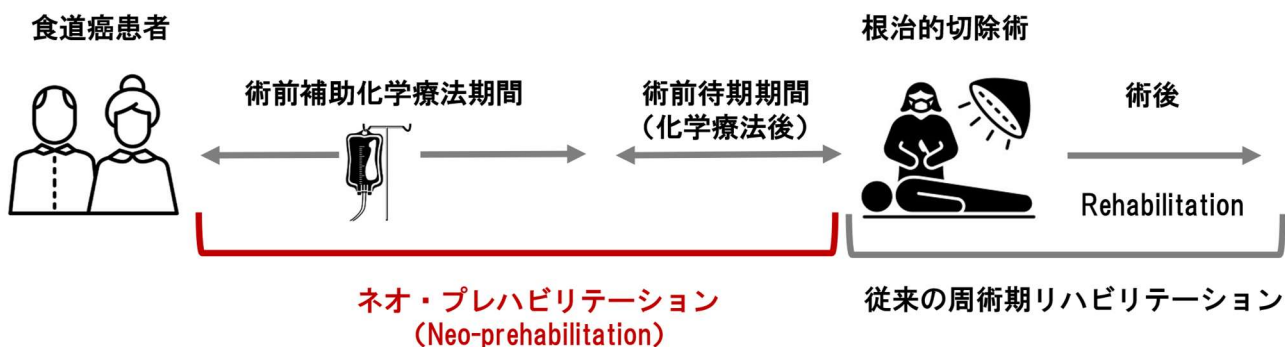 食道癌患者
根治的切除術
術前補助化学療法期間
術前待期期間
（化学療法後）
術後
Rehabilitation
ネオ・プレハビリテーション
（Neo-prehabilitation）
従来の周術期リハビリテーション